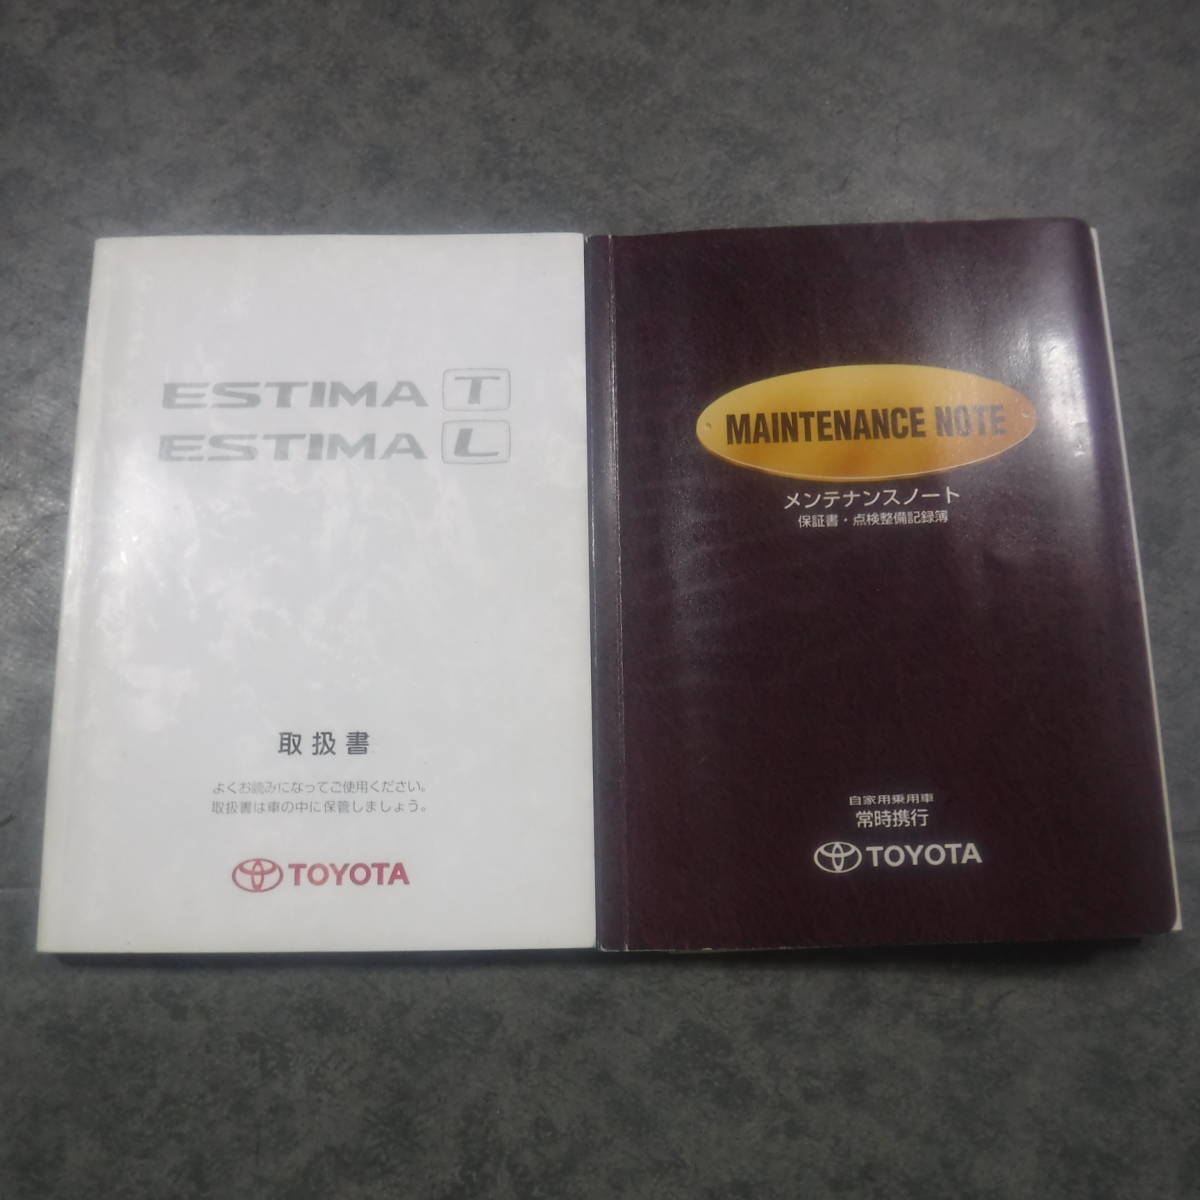 ESTIMA T
ESTIMA L
取扱書
よくお読みになってご使用ください。
取扱書は車の中に保管しましょう。
TOYOTA
MAINTENANCE NOTE
メンテナンスノート
保証書・点検整備記録簿
自家用乗用車
常時携行
TOYOTA